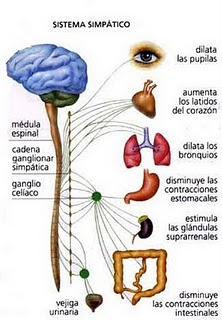 SISTEMA SIMPÁTICO
dilata
las pupilas
aumenta
los latidos
del corazón
médula
espinal
cadena
ganglionar
simpática
ganglio
celíaco
dilata los
bronquios
disminuye las
contracciones
estomacales
estimula
las glándulas
suprarrenales
vejiga
urinaria
disminuye
las contracciones
intestinales